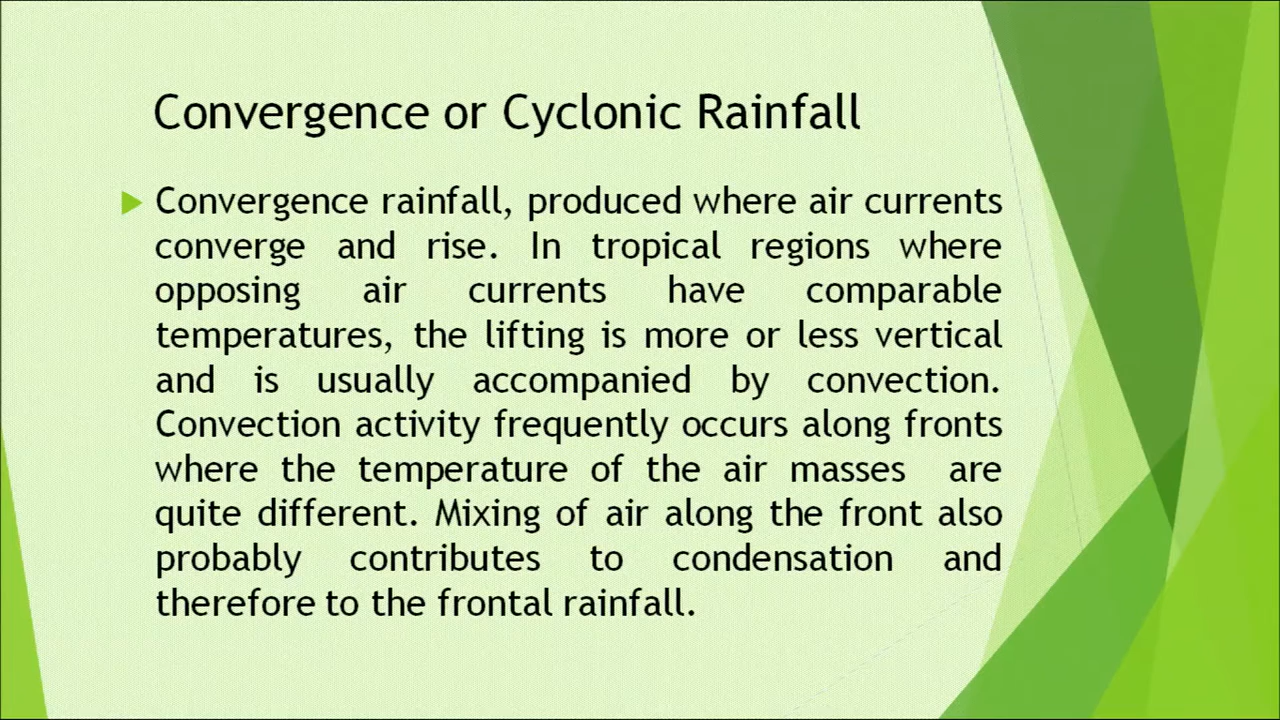 Convergence or Cyclonic Rainfall
Convergence rainfall, produced where air currents
converge and rise. In tropical regions where
opposing air currents have comparable
temperatures, the lifting is more or less vertical
and is usually accompanied by convection.
Convection activity frequently occurs along fronts
where the temperature of the air masses are
quite different. Mixing of air along the front also
probably contributes to condensation and
therefore to the frontal rainfall.